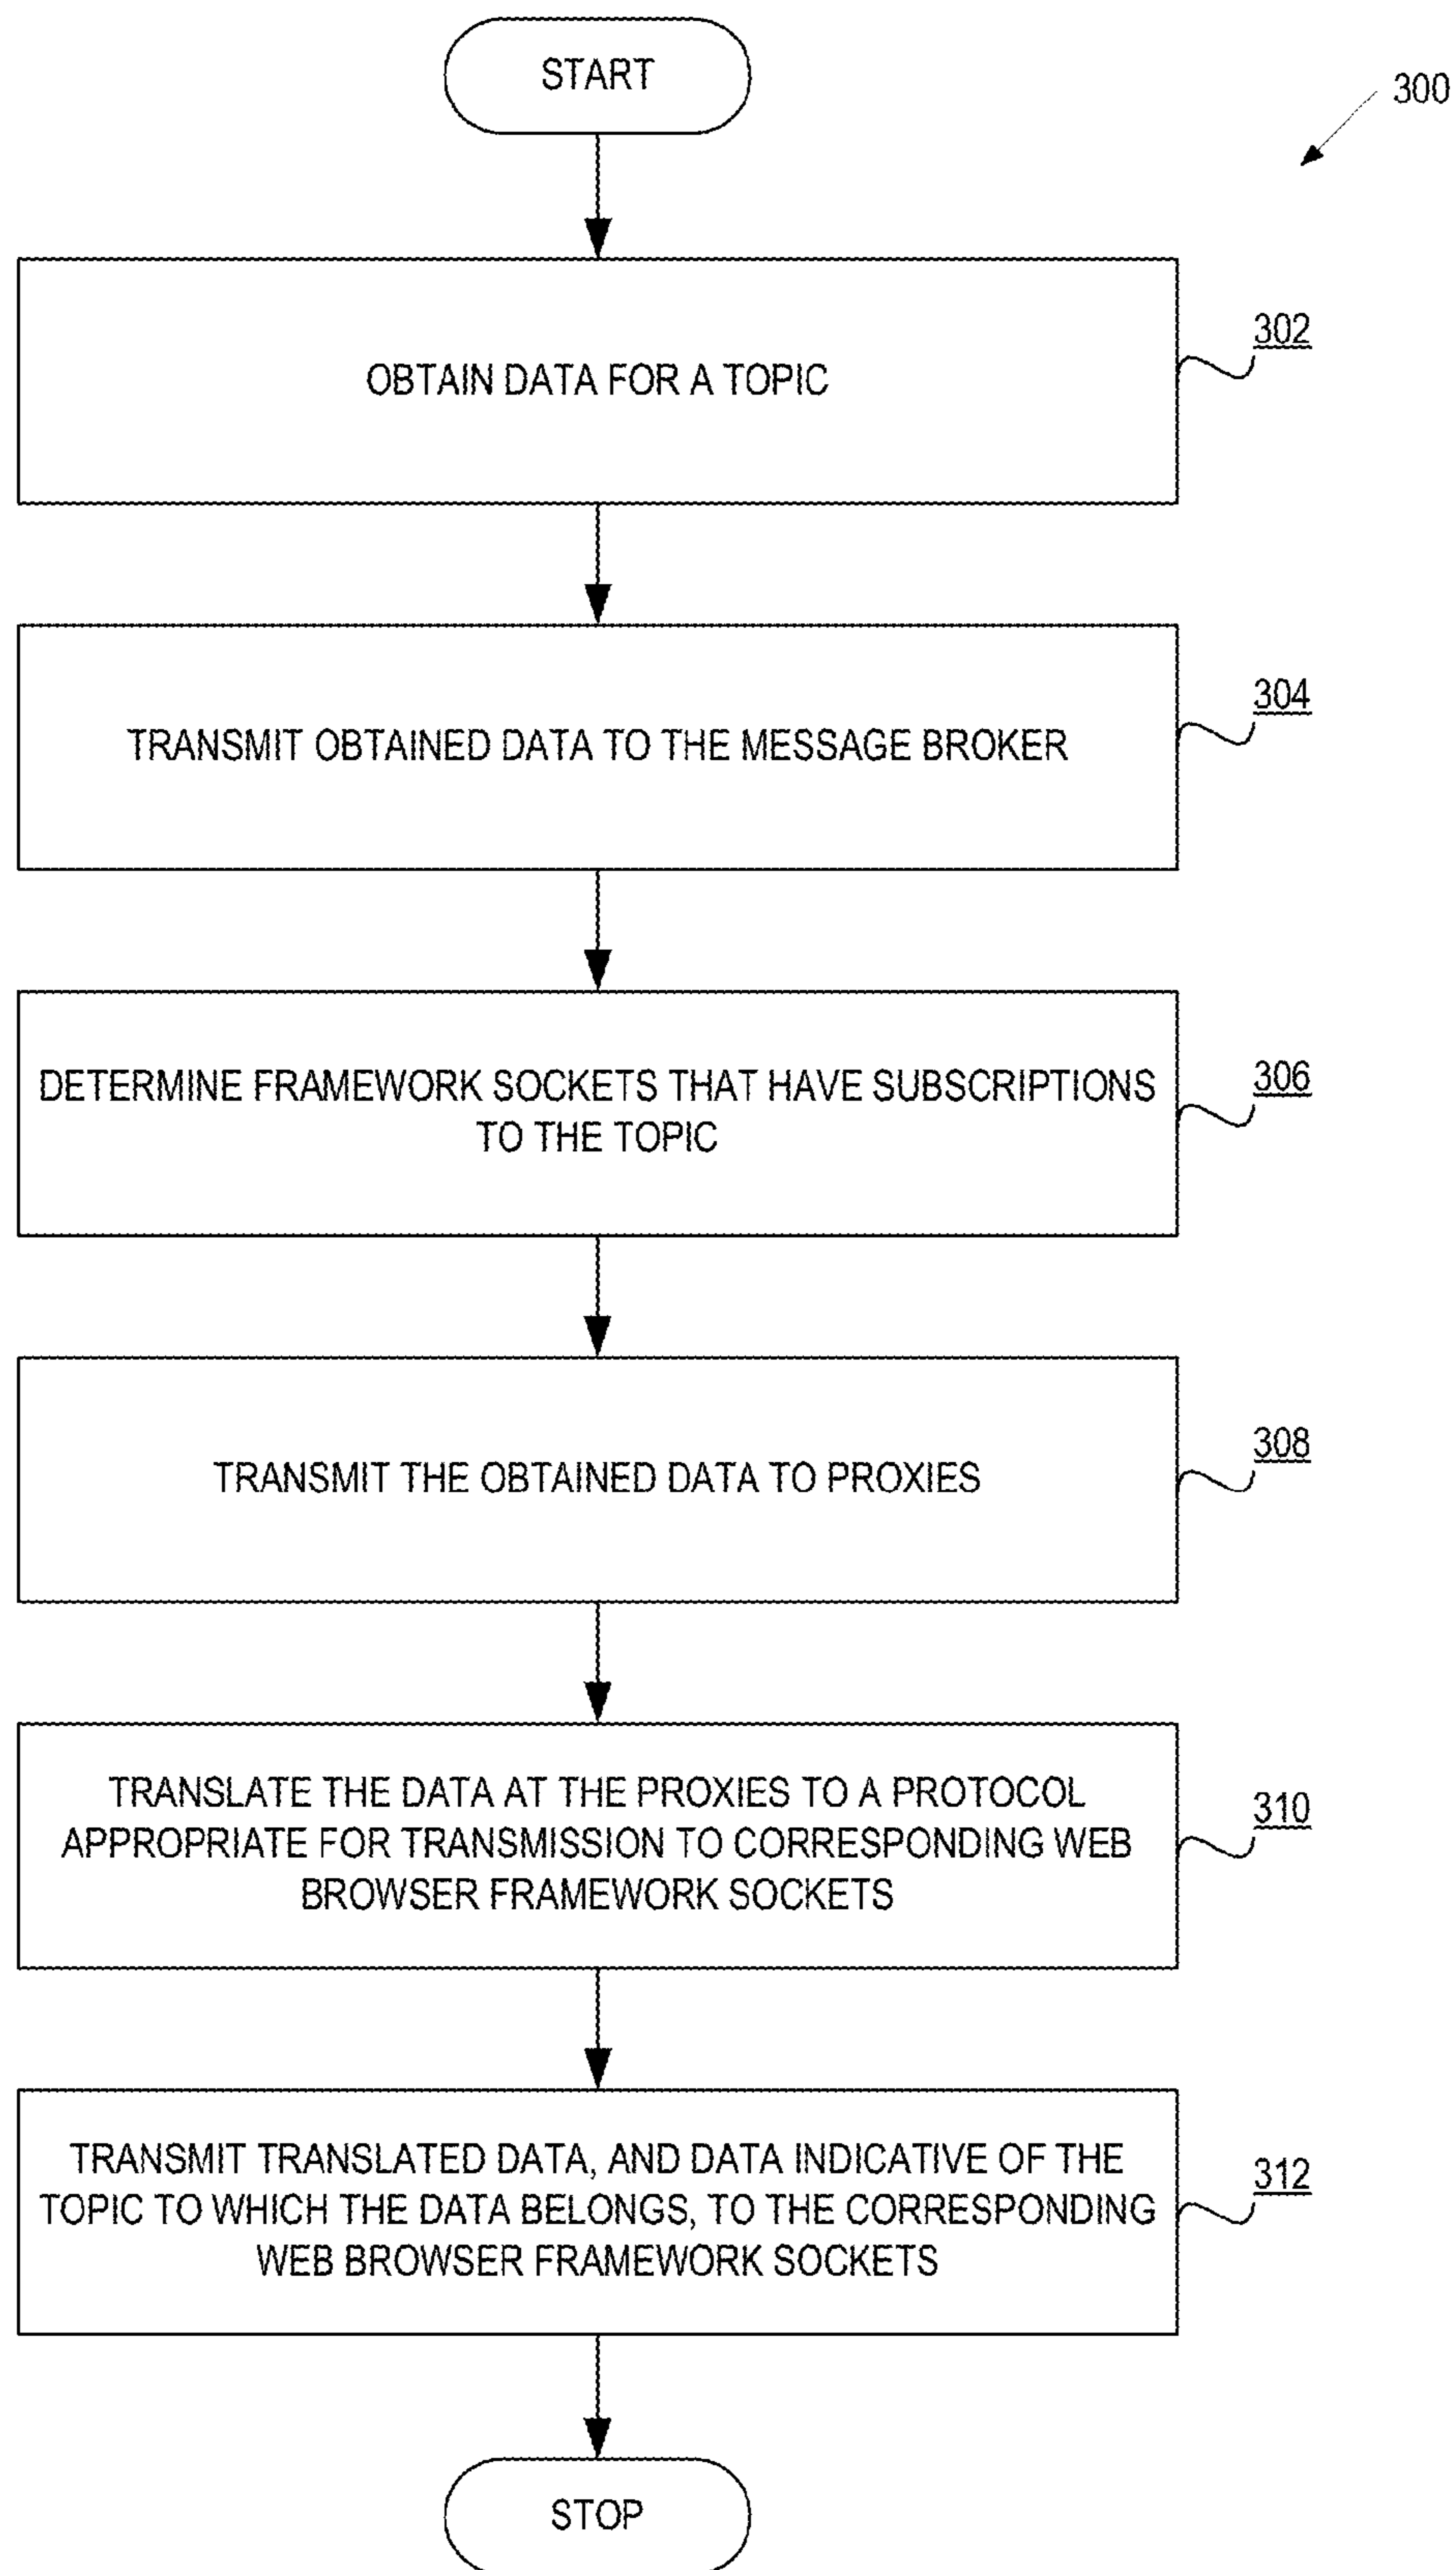 START
300
OBTAIN DATA FOR A TOPIC
302
TRANSMIT OBTAINED DATA TO THE MESSAGE BROKER
304
DETERMINE FRAMEWORK SOCKETS THAT HAVE SUBSCRIPTIONS
TO THE TOPIC
306
TRANSMIT THE OBTAINED DATA TO PROXIES
308
TRANSLATE THE DATA AT THE PROXIES TO A PROTOCOL
APPROPRIATE FOR TRANSMISSION TO CORRESPONDING WEB
BROWSER FRAMEWORK SOCKETS
310
TRANSMIT TRANSLATED DATA, AND DATA INDICATIVE OF THE
TOPIC TO WHICH THE DATA BELONGS, TO THE CORRESPONDING
WEB BROWSER FRAMEWORK SOCKETS
312
STOP